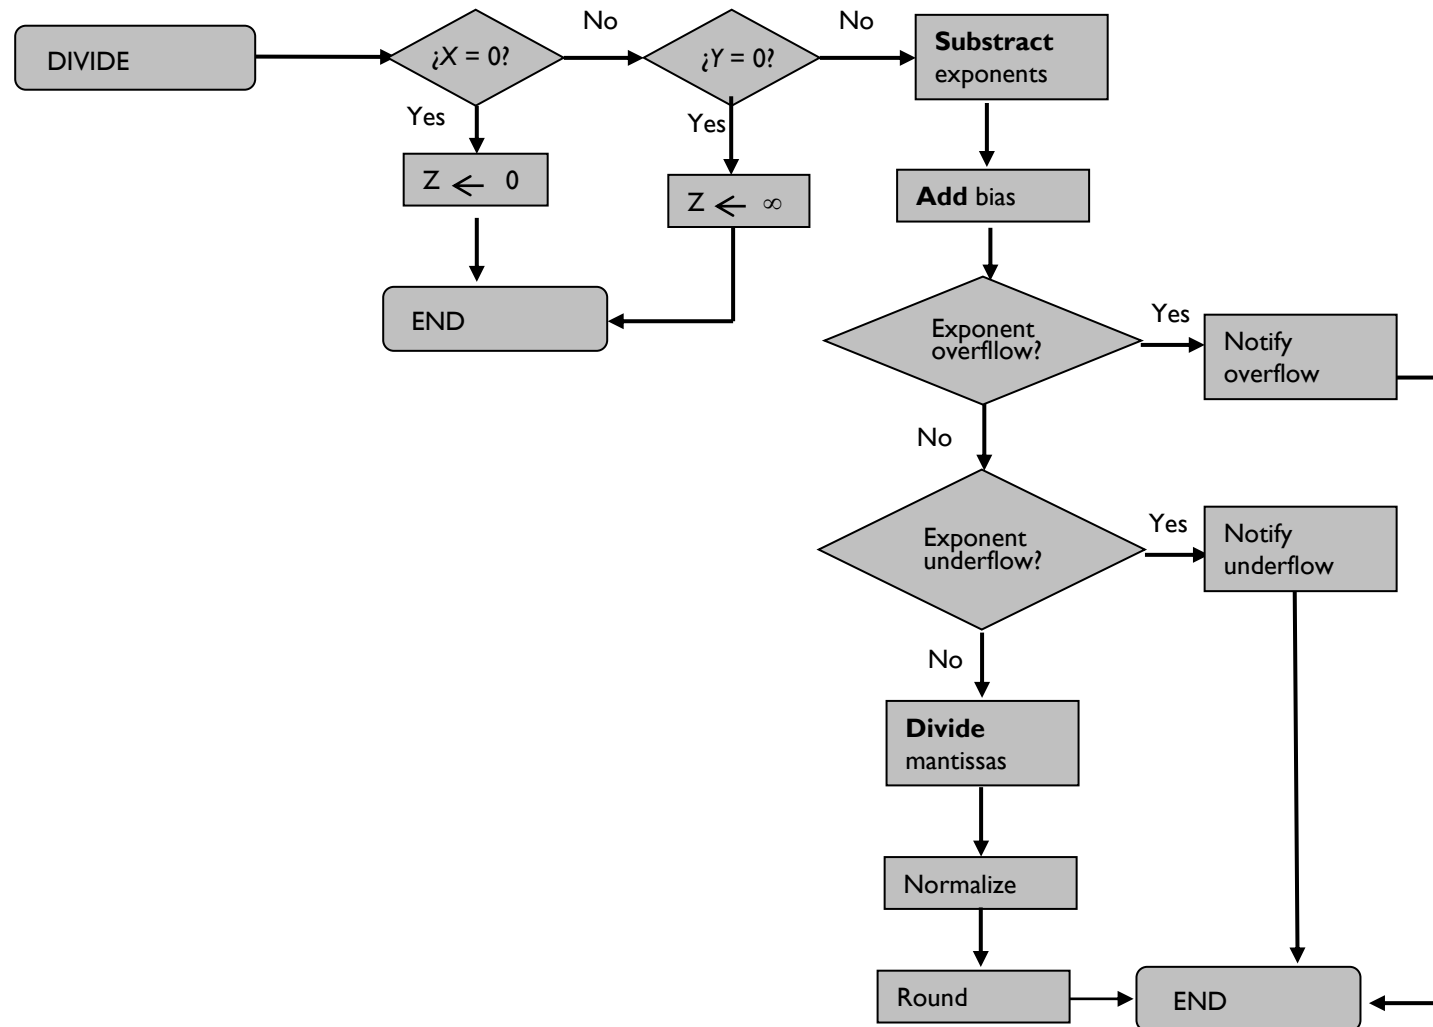 DIVIDE
¿X = 0?
No
¿Y = 0?
No
Substract
exponents
Yes
Z ← 0
Yes
Z ← ∞
END
Add bias
Exponent
overfllow?
Yes
Notify
overflow
No
Exponent
underflow?
Yes
Notify
underflow
No
Divide
mantissas
Normalize
Round
END